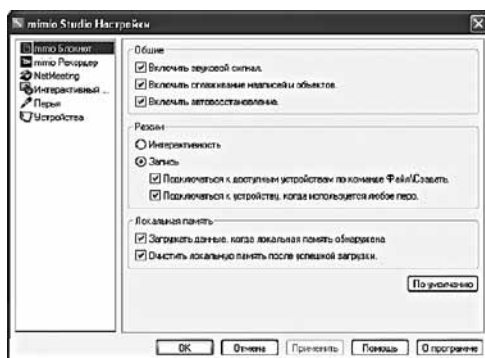 mimio Studio Настройки
mimio Блокнот
mimio Рекордер
NetMeeting
Интерактивный ...
Перья
Устройства
Общие
Включить звуковой сигнал.
Включить сглаживание надписей и объектов.
Включить автовосстановление.
Режим
Интерактивность
Запись
Подключаться к доступным устройствам по команде Файл\Создать.
Подключаться к устройству, когда используется любое перо.
Локальная память
Загружать данные, когда локальная память обнаружена.
Очистить локальную память после успешной загрузки.
По умолчанию
OK
Отмена
Применить
Помощь
О программе